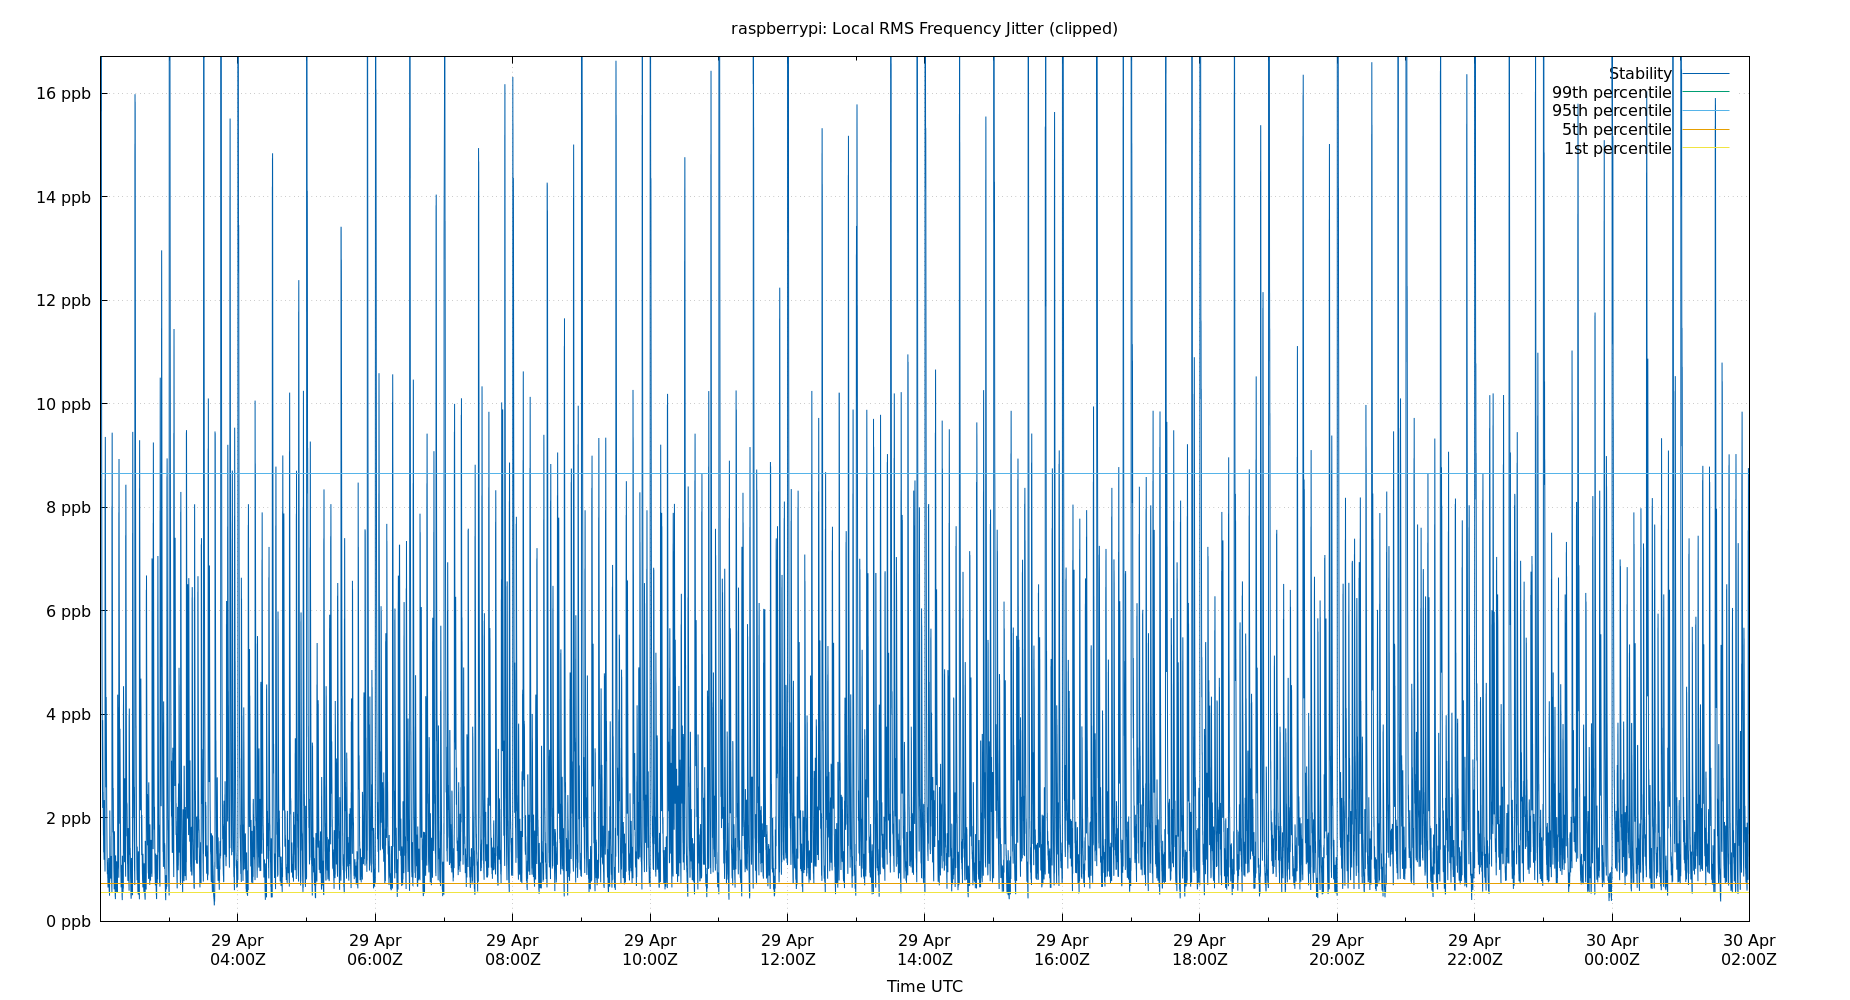 raspberrypi: Local RMS Frequency Jitter (clipped)
Stability
99th percentile
95th percentile
5th percentile
1st percentile
16 ppb
14 ppb
12 ppb
10 ppb
8 ppb
6 ppb
4 ppb
2 ppb
0 ppb
29 Apr 29 Apr 29 Apr 29 Apr 29 Apr 29 Apr 29 Apr 29 Apr 29 Apr 29 Apr 30 Apr 30 Apr
04:00Z 06:00Z 08:00Z 10:00Z 12:00Z 14:00Z 16:00Z 18:00Z 20:00Z 22:00Z 00:00Z 02:00Z
Time UTC